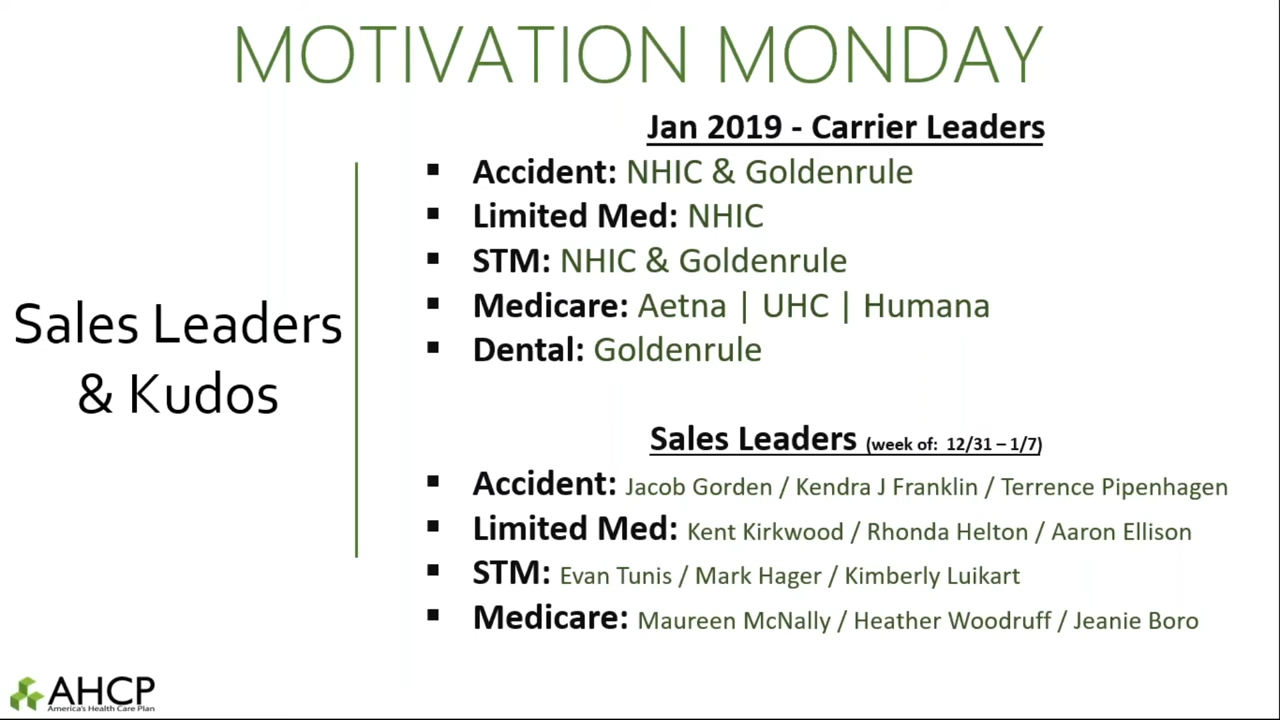 MOTIVATION MONDAY
Jan 2019 - Carrier Leaders
▪ Accident: NHIC & Goldenrule
▪ Limited Med: NHIC
▪ STM: NHIC & Goldenrule
▪ Medicare: Aetna | UHC | Humana
▪ Dental: Goldenrule
Sales Leaders
& Kudos
Sales Leaders (week of: 12/31 – 1/7)
▪ Accident: Jacob Gorden / Kendra J Franklin / Terrence Pipenhagen
▪ Limited Med: Kent Kirkwood / Rhonda Helton / Aaron Ellison
▪ STM: Evan Tunis / Mark Hager / Kimberly Luikart
▪ Medicare: Maureen McNally / Heather Woodruff / Jeanie Boro
AHCP
America's Health Care Plan